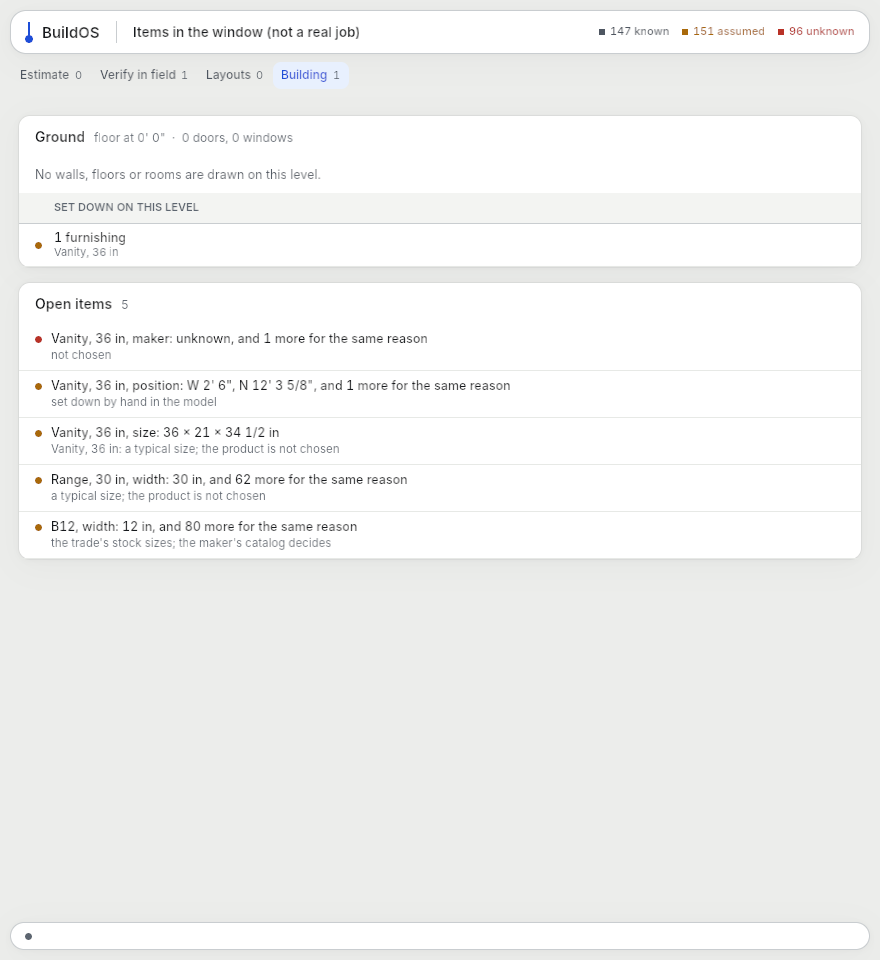 BuildOS
Items in the window (not a real job)
147 known
151 assumed
96 unknown
Estimate 0
Verify in field 1
Layouts 0
Building 1
Ground floor at 0' 0" · 0 doors, 0 windows
No walls, floors or rooms are drawn on this level.
SET DOWN ON THIS LEVEL
1 furnishing
Vanity, 36 in
Open items 5
Vanity, 36 in, maker: unknown, and 1 more for the same reason
not chosen
Vanity, 36 in, position: W 2' 6", N 12' 3 5/8", and 1 more for the same reason
set down by hand in the model
Vanity, 36 in, size: 36 × 21 × 34 1/2 in
Vanity, 36 in: a typical size; the product is not chosen
Range, 30 in, width: 30 in, and 62 more for the same reason
a typical size; the product is not chosen
B12, width: 12 in, and 80 more for the same reason
the trade's stock sizes; the maker's catalog decides